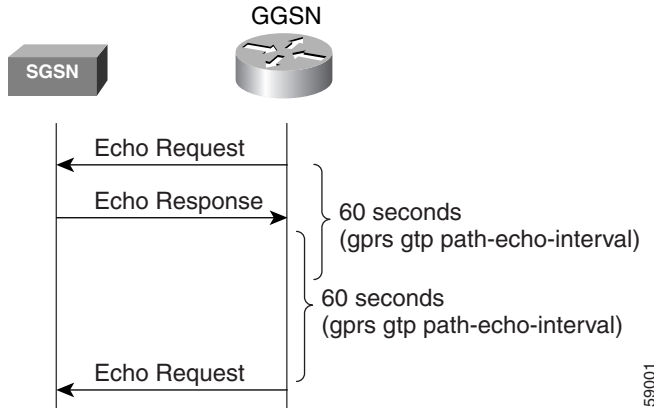 GGSN
SGSN
Echo Request
Echo Response
60 seconds
(gprs gtp path-echo-interval)
60 seconds
(gprs gtp path-echo-interval)
Echo Request
59001